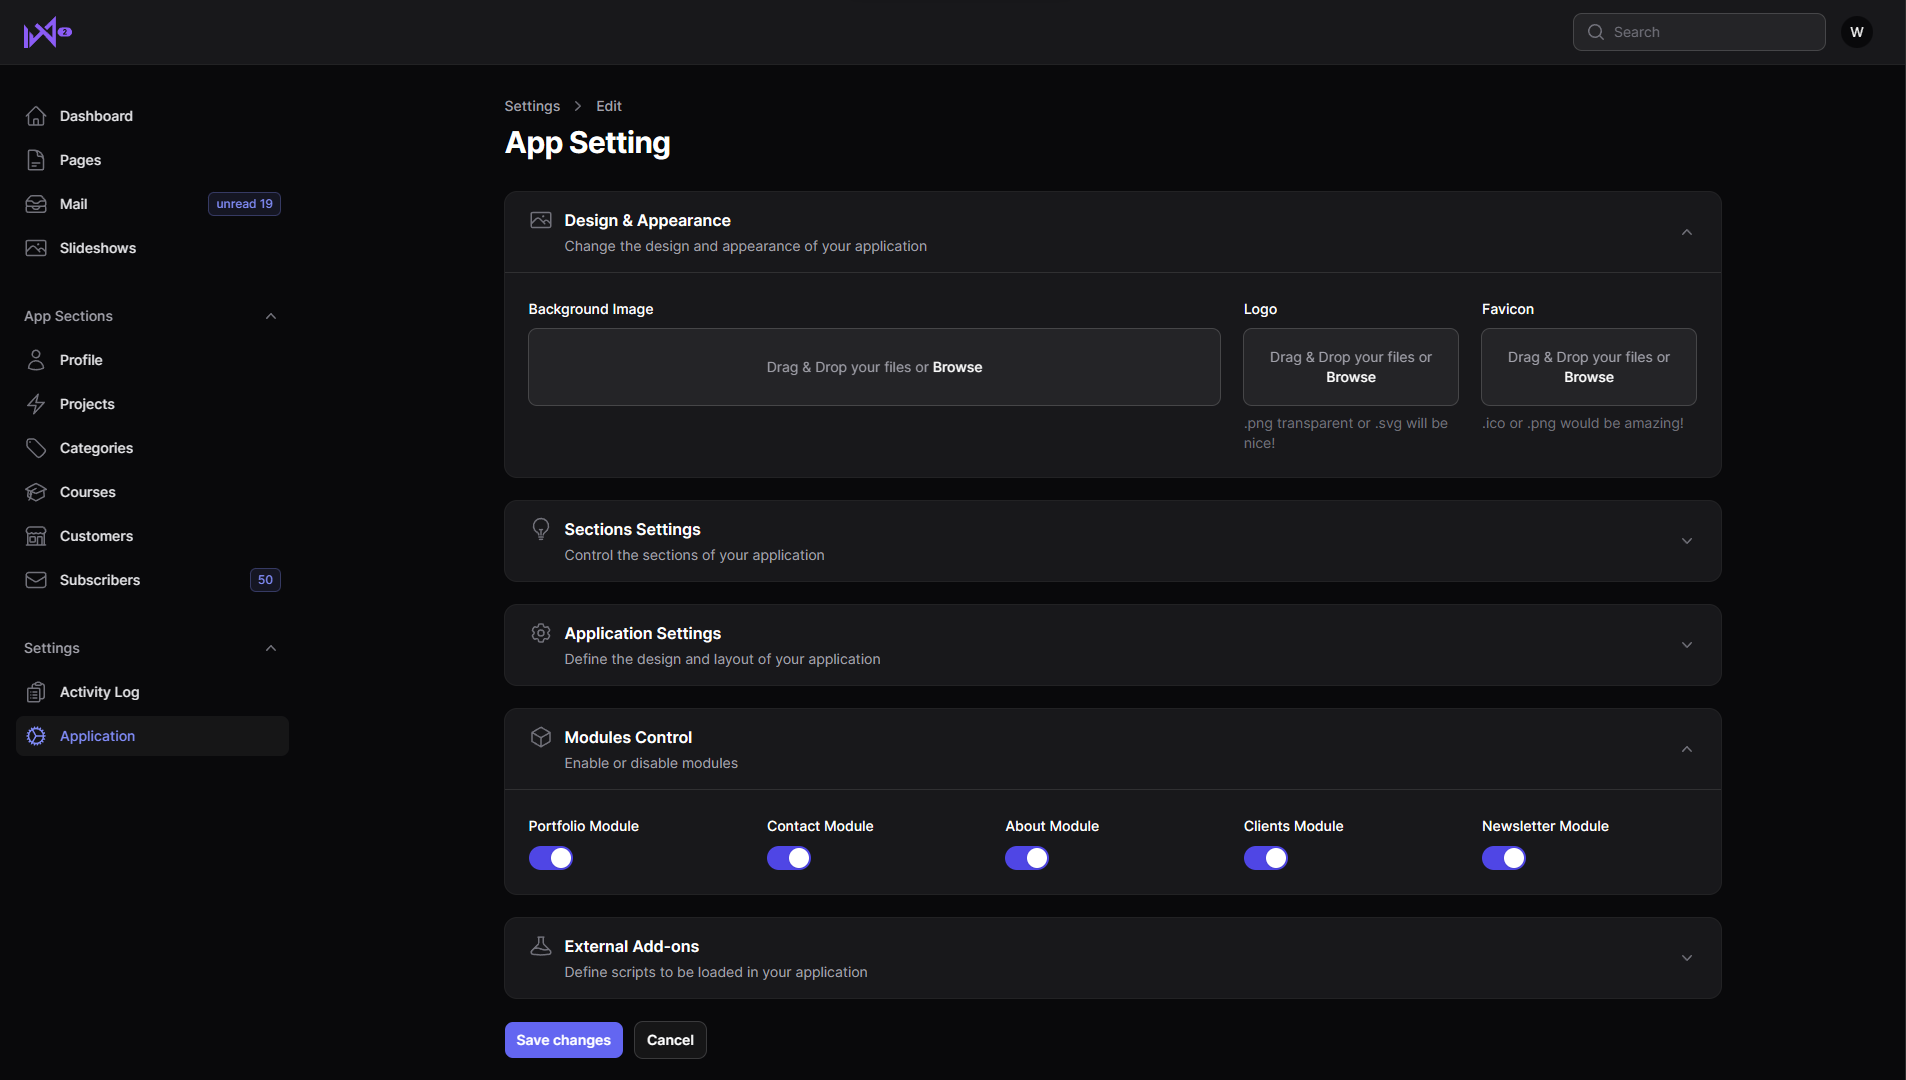 2
Search
W
Dashboard
Pages
Mail
unread 19
Slideshows
App Sections
Profile
Projects
Categories
Courses
Customers
Subscribers
50
Settings
Activity Log
Application
Settings > Edit
App Setting
Design & Appearance
Change the design and appearance of your application
Background Image
Drag & Drop your files or Browse
Logo
Drag & Drop your files or
Browse
.png transparent or .svg will be
nice!
Favicon
Drag & Drop your files or
Browse
.ico or .png would be amazing!
Sections Settings
Control the sections of your application
Application Settings
Define the design and layout of your application
Modules Control
Enable or disable modules
Portfolio Module
Contact Module
About Module
Clients Module
Newsletter Module
External Add-ons
Define scripts to be loaded in your application
Save changes
Cancel